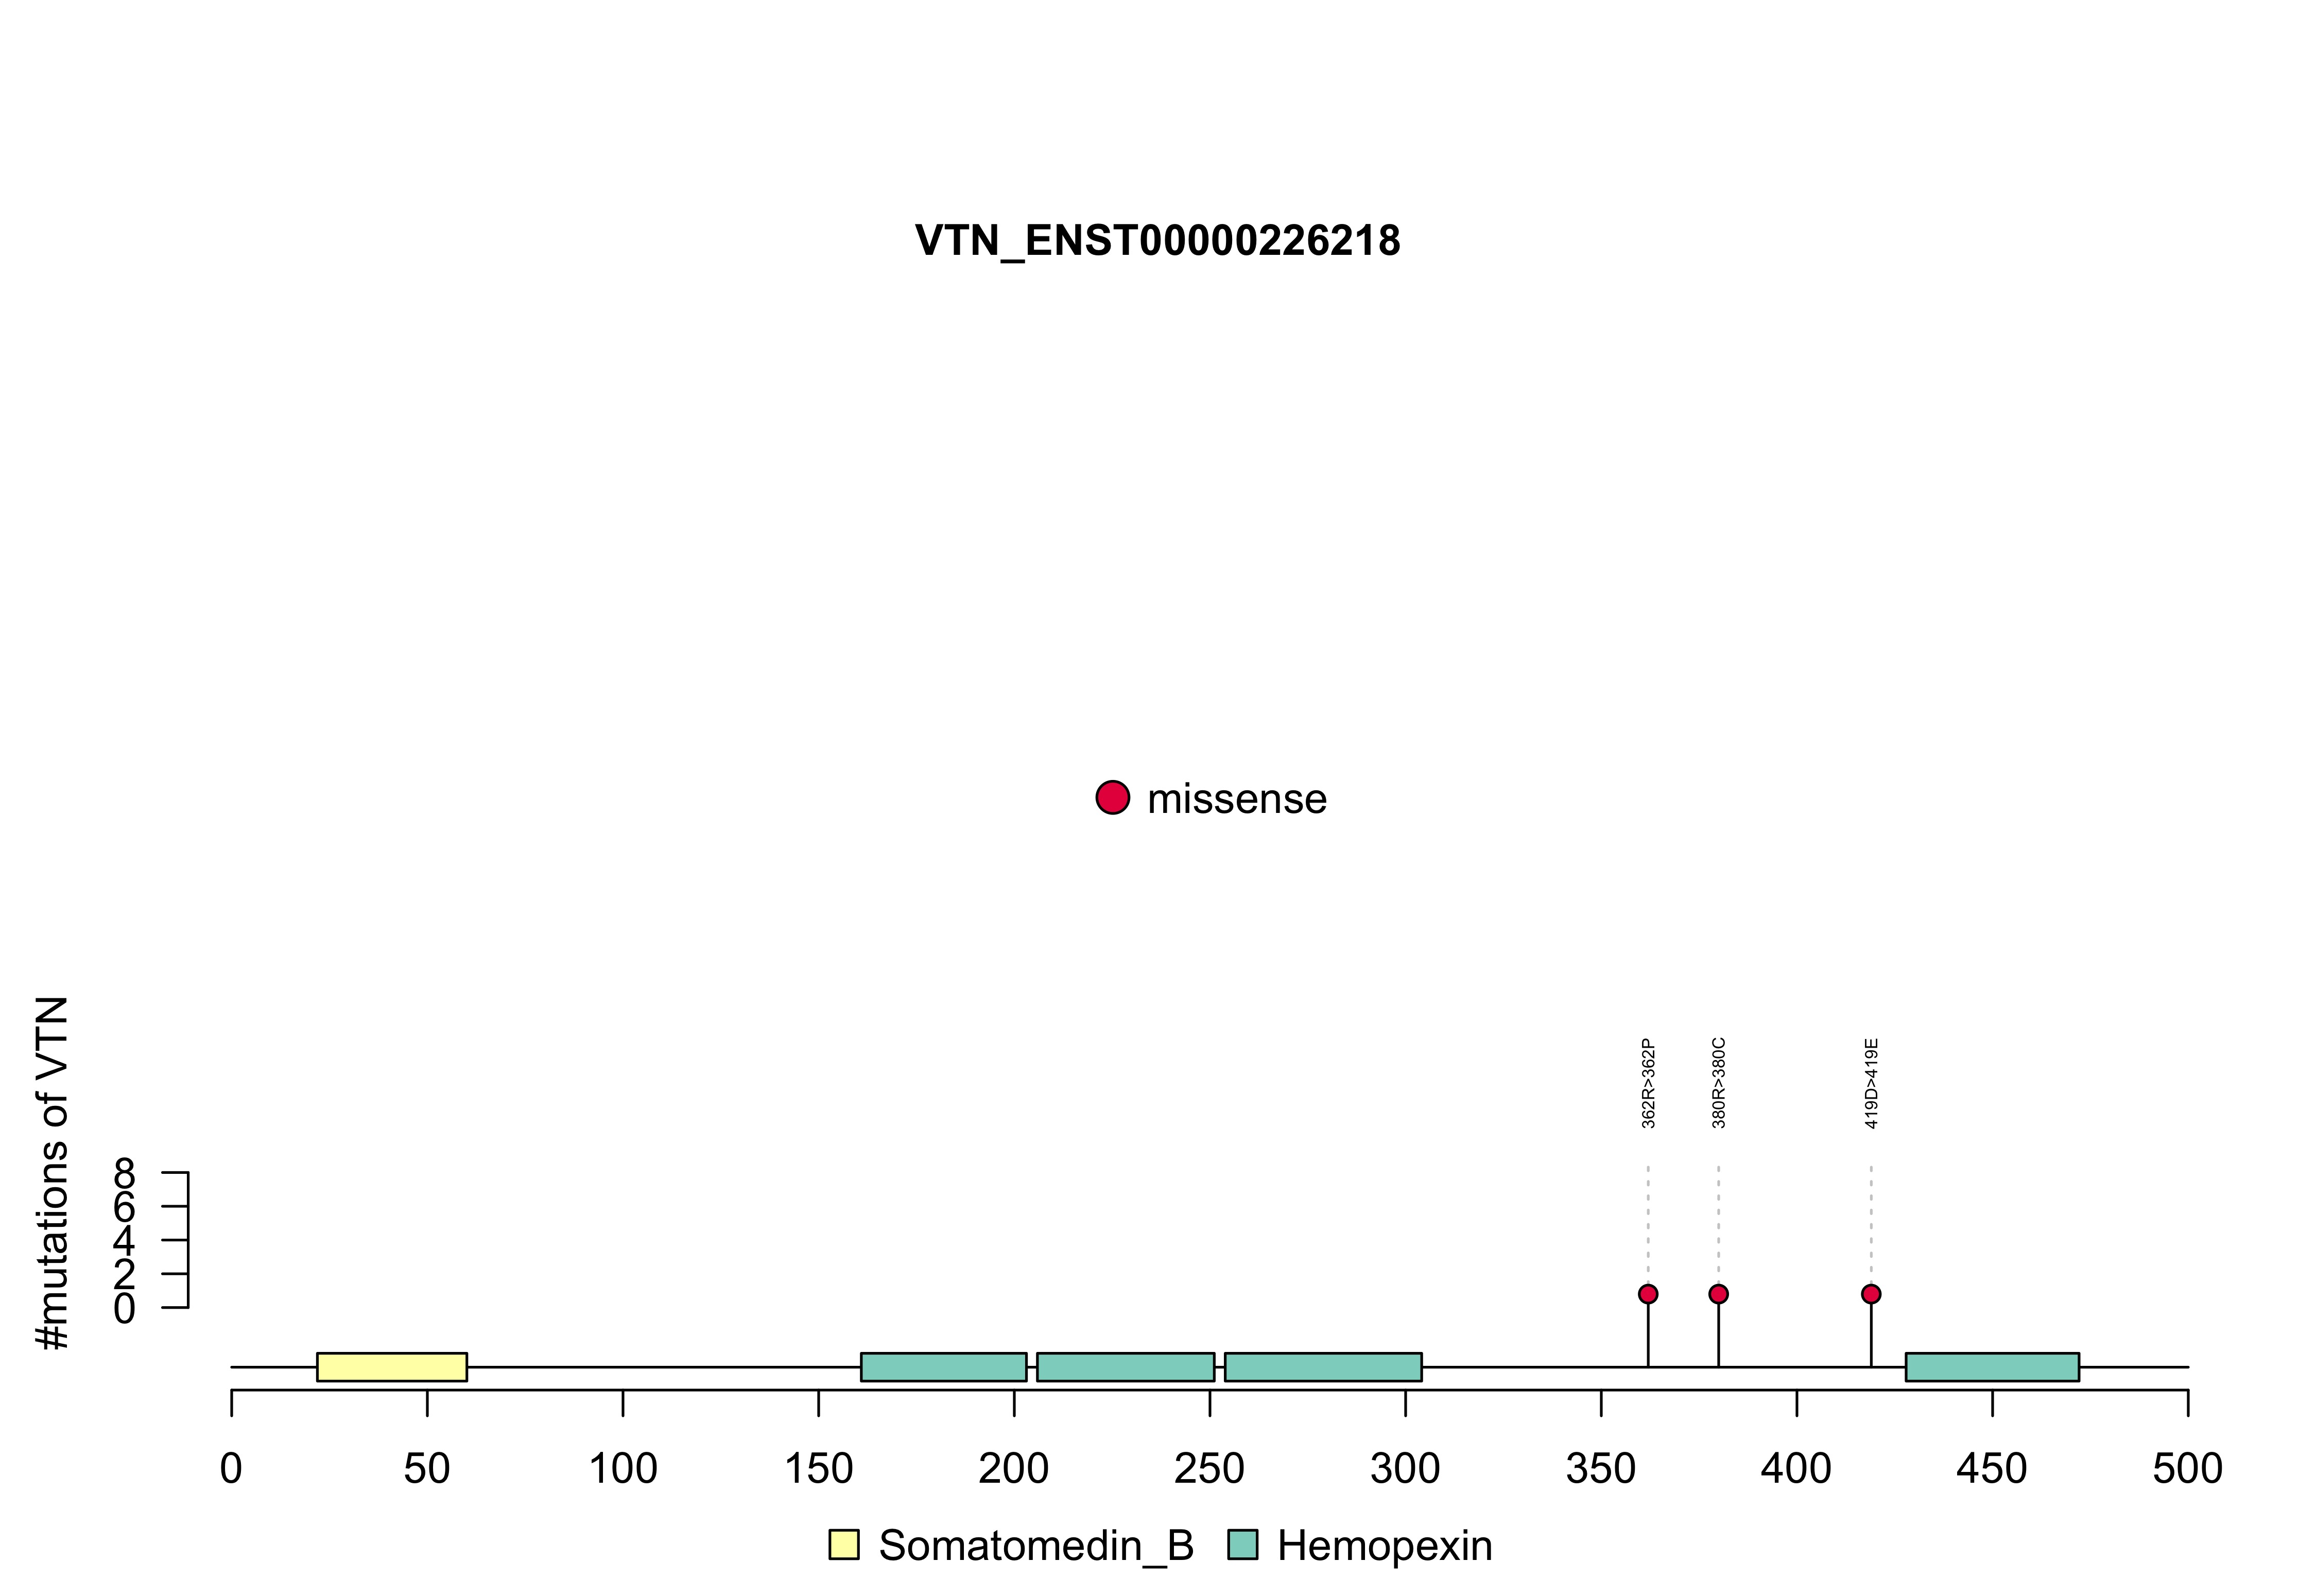 VTN_ENST00000226218
missense
#mutations of VTN
362R>362P
380R>380C
419D>419E
8
6
4
2
0
0 50 100 150 200 250 300 350 400 450 500
Somatomedin_B Hemopexin